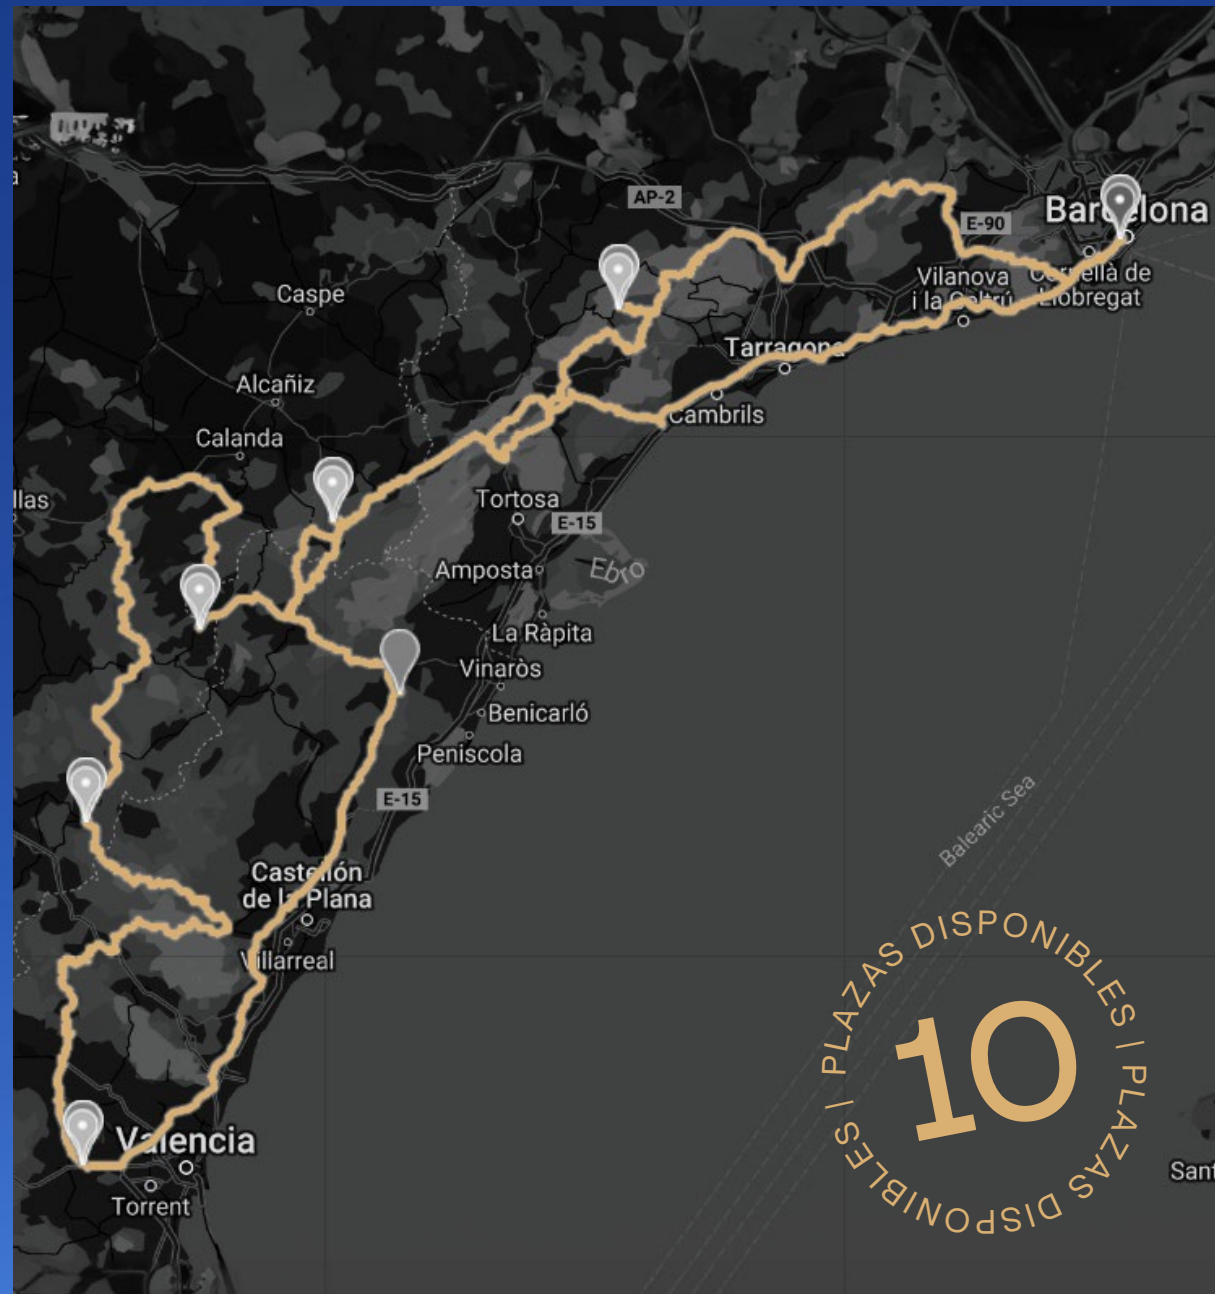 AP-2
Barcelona
E-90
Cornellà de
Llobregat
Vilanova
i la Geltrú
Caspe
Tarragona
Alcañiz
Cambrils
Calanda
llas
Tortosa
E-15
Amposta
Ebro
La Ràpita
Vinaròs
Benicarló
Peniscola
E-15
Balearic Sea
Castellón
de la Plana
Villarreal
PLAZAS DISPONIBLES | PLAZAS DISPONIBLES |
10
Valencia
Torrent
Sant